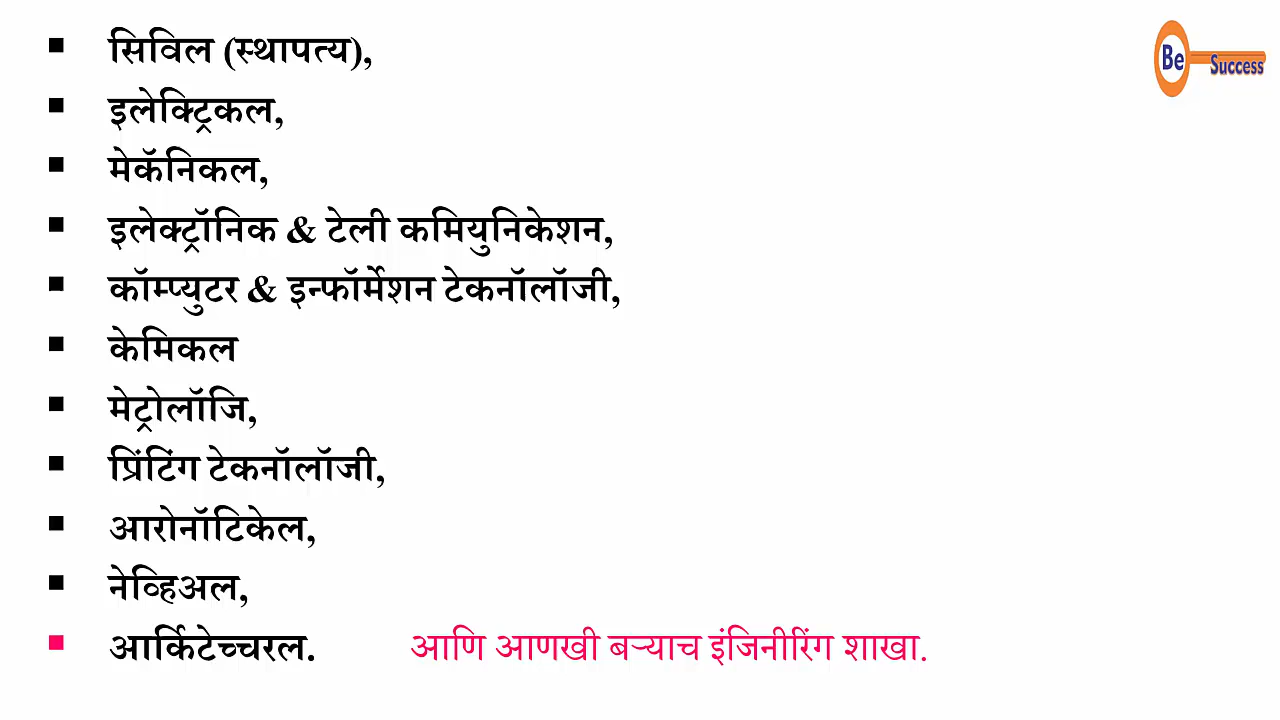 ▪ सिविल (स्थापत्य),
Be Success
▪ इलेक्ट्रिकल,
▪ मेकॅनिकल,
▪ इलेक्ट्रॉनिक & टेली कमियुनिकेशन,
▪ कॉम्प्युटर & इन्फॉर्मेशन टेकनॉलॉजी,
▪ केमिकल
▪ मेट्रोलॉजि,
▪ प्रिंटिंग टेकनॉलॉजी,
▪ आरोनॉटिकेल,
▪ नेव्हिअल,
▪ आर्किटेच्चरल. आणि आणखी बऱ्याच इंजिनीरिंग शाखा.